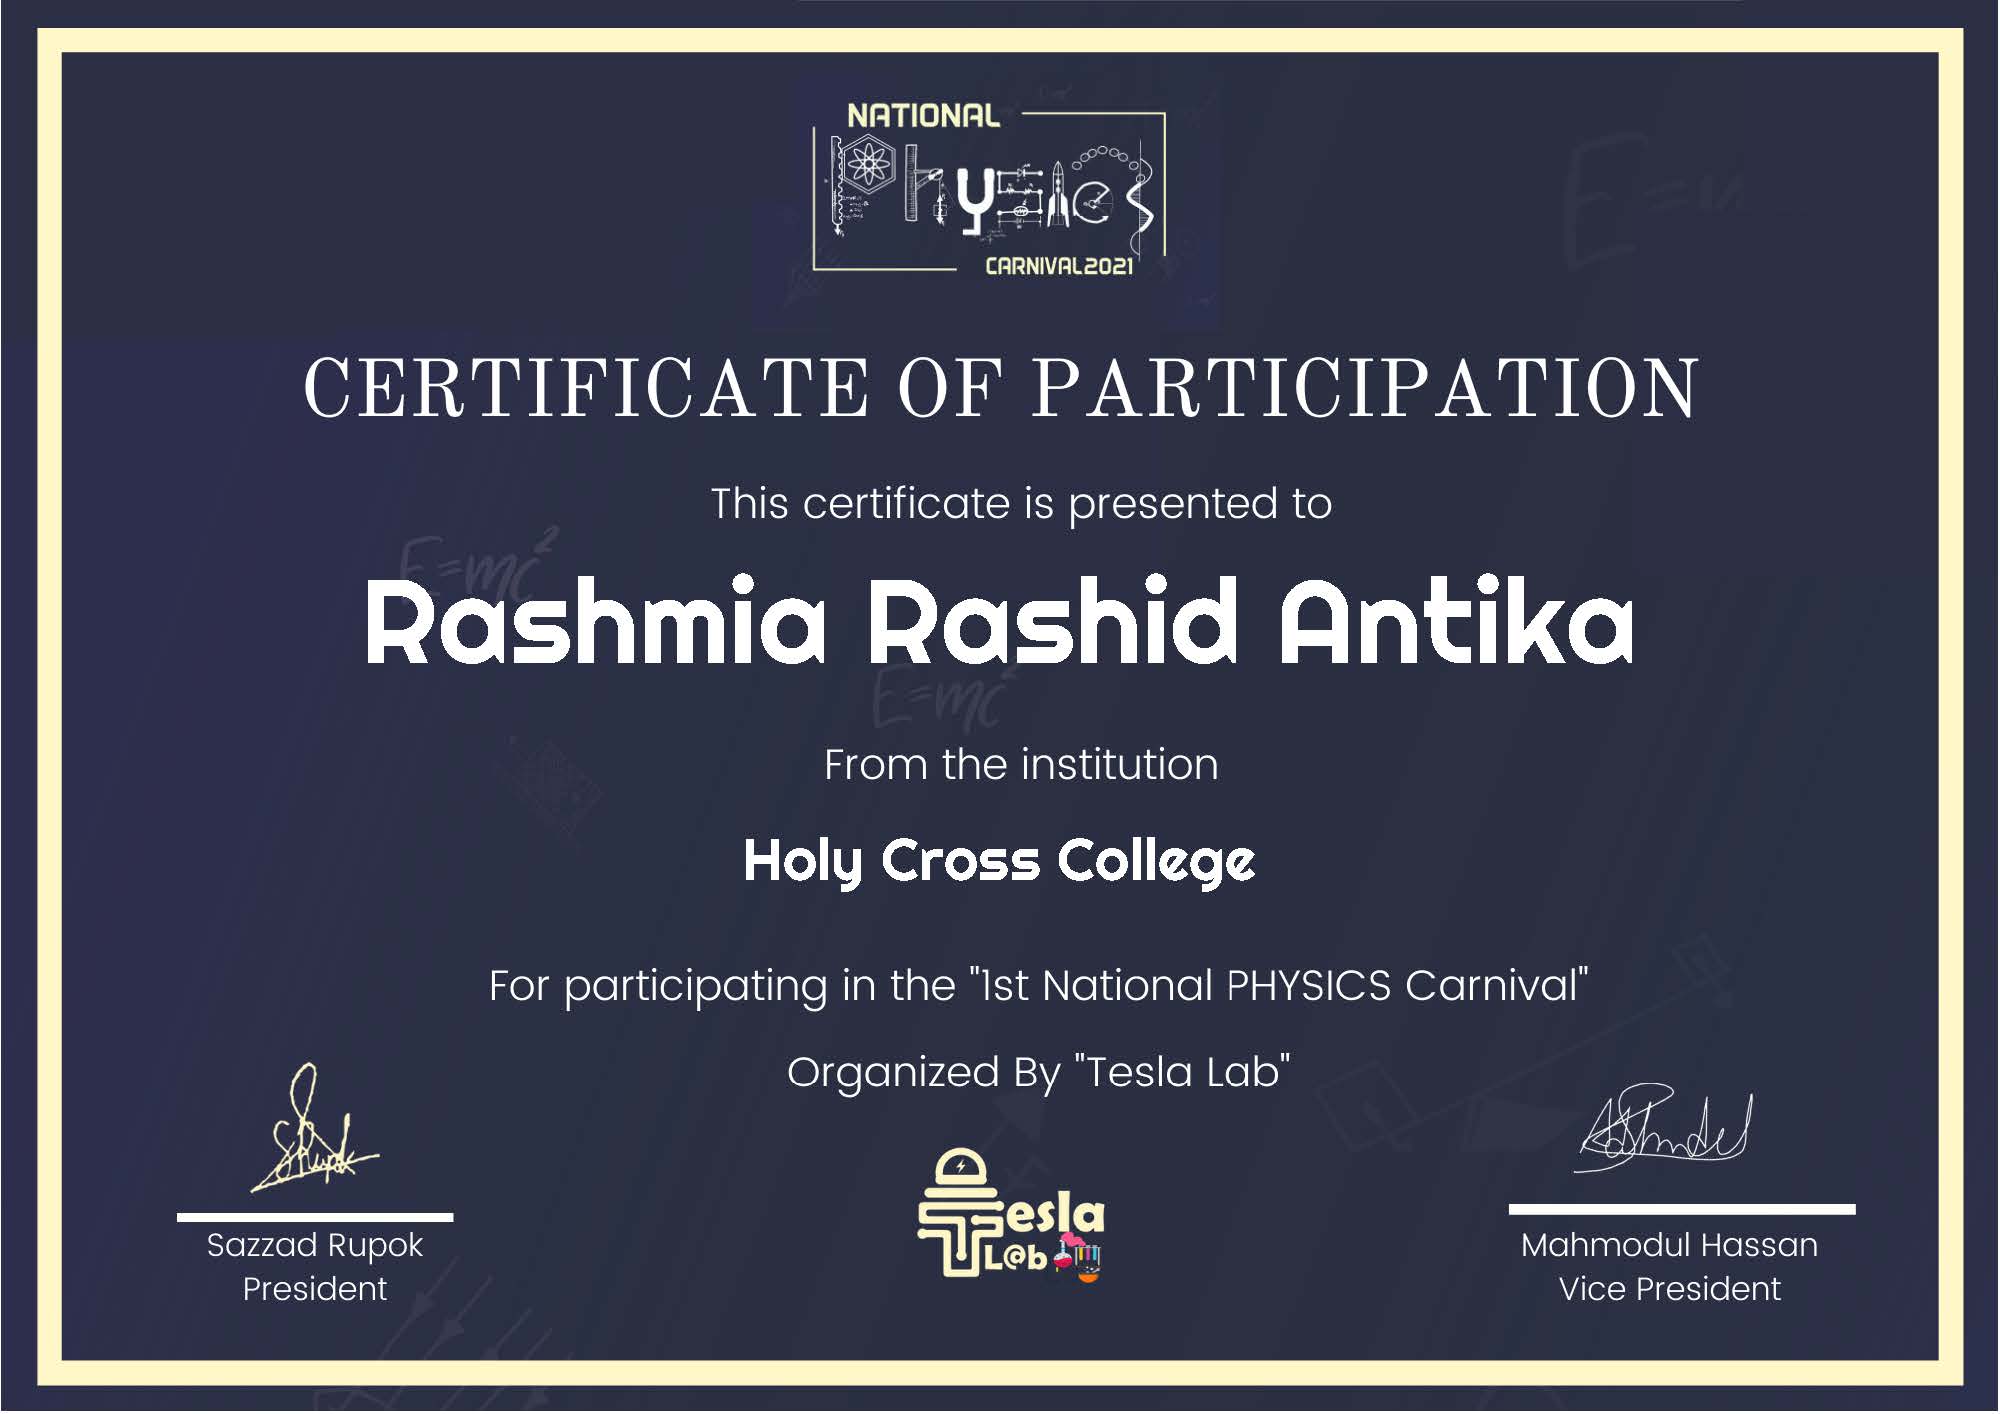 NATIONAL
Physics
CARNIVAL2021
CERTIFICATE OF PARTICIPATION
This certificate is presented to
E=mc²
Rashmia Rashid Antika
E=mc²
From the institution
Holy Cross College
For participating in the "1st National PHYSICS Carnival"
Organized By "Tesla Lab"
Tesla
L@b
Sazzad Rupok
President
Mahmodul Hassan
Vice President